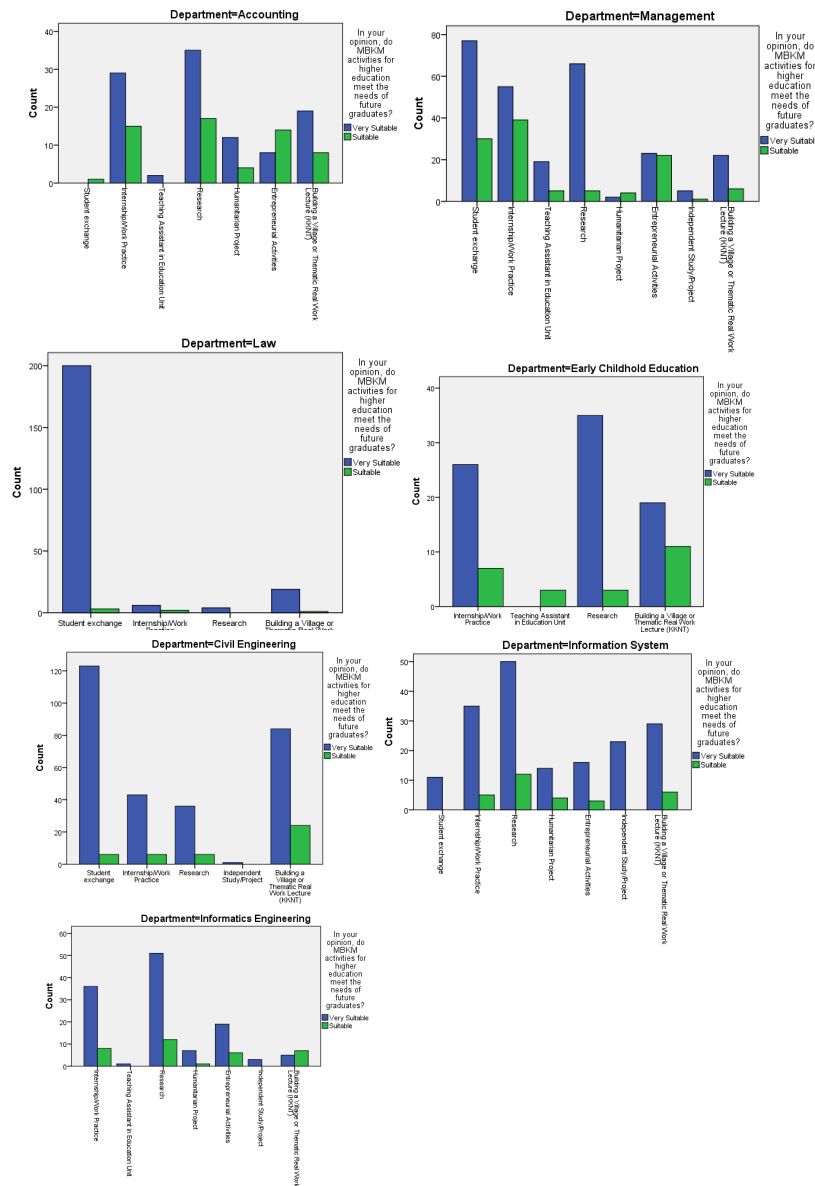 Department=Accounting
40
30
20
10
0
Count
Student exchange
Internship/Work Practice
Teaching Assistant in Education Unit
Research
Humanitarian Project
Entrepreneurial Activities
Building a Village or Thematic Real Work
Lecture (KKNT)
In your
opinion, do
MBKM
activities for
higher
education
meet the
needs of
future
graduates?
Very Suitable
Suitable
Department=Management
80
60
40
20
0
Count
Student exchange
Internship/Work Practice
Teaching Assistant in Education Unit
Research
Humanitarian Project
Entrepreneurial Activities
Independent Study/Project
Building a Village or Thematic Real Work
Lecture (KKNT)
In your
opinion, do
MBKM
activities for
higher
education
meet the
needs of
future
graduates?
Very Suitable
Suitable
Department=Law
200
150
100
50
0
Count
Student exchange
Internship/Work
Practice
Research
Building a Village or
Thematic Real Work
In your
opinion, do
MBKM
activities for
higher
education
meet the
needs of
future
graduates?
Very Suitable
Suitable
Department=Early Childhold Education
40
30
20
10
0
Count
Internship/Work
Practice
Teaching Assistant
in Education Unit
Research
Building a Village or
Thematic Real Work
Lecture (KKNT)
In your
opinion, do
MBKM
activities for
higher
education
meet the
needs of
future
graduates?
Very Suitable
Suitable
Department=Civil Engineering
120
100
80
60
40
20
0
Count
Student
exchange
Internship/Work
Practice
Research
Independent
Study/Project
Building a
Village or
Thematic Real
Work Lecture
(KKNT)
In your
opinion, do
MBKM
activities for
higher
education
meet the
needs of
future
graduates?
Very Suitable
Suitable
Department=Information System
50
40
30
20
10
0
Count
Student exchange
Internship/Work Practice
Research
Humanitarian Project
Entrepreneurial Activities
Independent Study/Project
Building a Village or Thematic Real Work
Lecture (KKNT)
In your
opinion, do
MBKM
activities for
higher
education
meet the
needs of
future
graduates?
Very Suitable
Suitable
Department=Informatics Engineering
60
50
40
30
20
10
0
Count
Internship/Work Practice
Teaching Assistant in Education Unit
Research
Humanitarian Project
Entrepreneurial Activities
Independent Study/Project
Building a Village or Thematic Real Work
Lecture (KKNT)
In your
opinion, do
MBKM
activities for
higher
education
meet the
needs of
future
graduates?
Very Suitable
Suitable